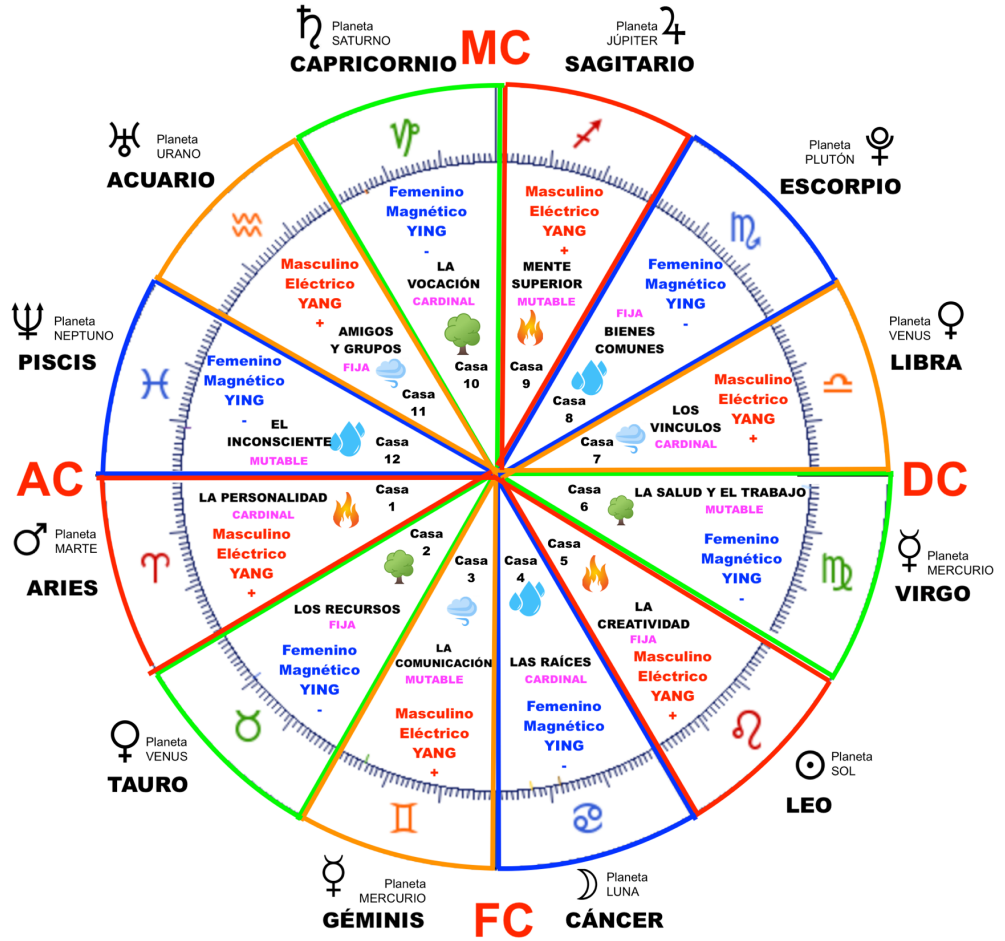 Planeta
SATURNO
CAPRICORNIO
MC
Planeta
JÚPITER
SAGITARIO
Planeta
URANO
ACUARIO
Planeta
PLUTÓN
ESCORPIO
Planeta
NEPTUNO
PISCIS
Planeta
VENUS
LIBRA
AC
DC
Planeta
MARTE
ARIES
Planeta
MERCURIO
VIRGO
Planeta
VENUS
TAURO
Planeta
SOL
LEO
Planeta
MERCURIO
GÉMINIS
FC
Planeta
LUNA
CÁNCER
Femenino
Magnético
YING
-
LA
VOCACIÓN
CARDINAL
Casa
10
Masculino
Eléctrico
YANG
+
MENTE
SUPERIOR
MUTABLE
Casa
9
Femenino
Magnético
YING
-
FIJA
BIENES
COMUNES
Casa
8
Masculino
Eléctrico
YANG
+
LOS
VINCULOS
CARDINAL
Casa
7
Masculino
Eléctrico
YANG
+
AMIGOS
Y GRUPOS
FIJA
Casa
11
Femenino
Magnético
YING
-
EL
INCONSCIENTE
MUTABLE
Casa
12
LA PERSONALIDAD
CARDINAL
Masculino
Eléctrico
YANG
+
Casa
1
Casa
2
LOS RECURSOS
FIJA
Femenino
Magnético
YING
-
Casa
3
LA
COMUNICACIÓN
MUTABLE
Masculino
Eléctrico
YANG
+
Casa
4
LAS RAÍCES
CARDINAL
Femenino
Magnético
YING
-
Casa
5
LA
CREATIVIDAD
FIJA
Masculino
Eléctrico
YANG
+
Casa
6
LA SALUD Y EL TRABAJO
MUTABLE
Femenino
Magnético
YING
-